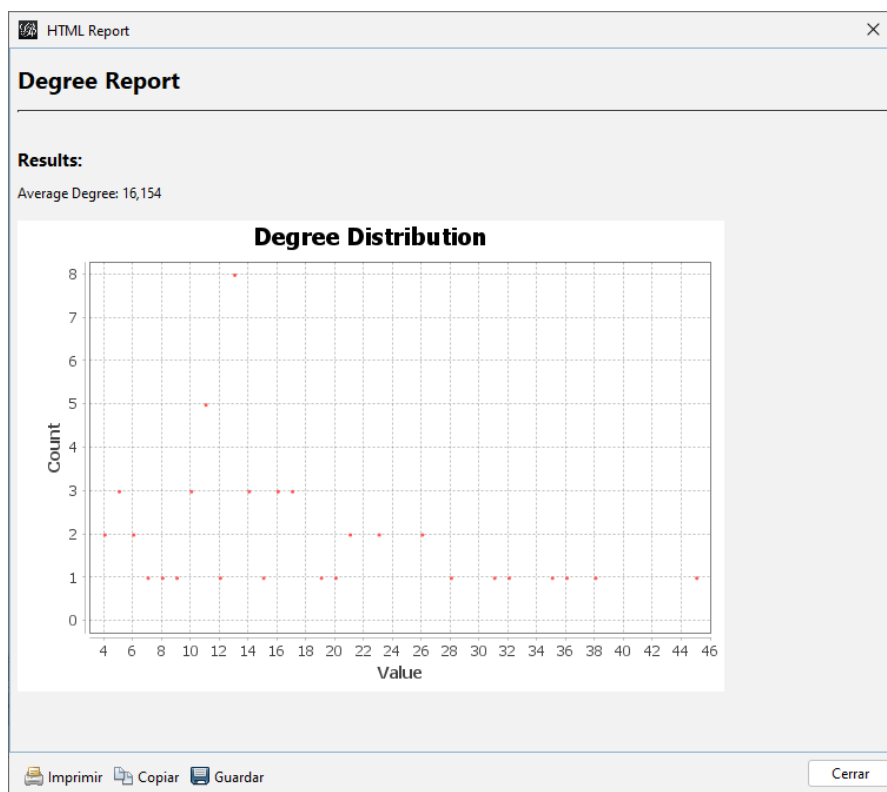 HTML Report
Degree Report
Results:
Average Degree: 16,154
Degree Distribution
8
7
6
5
4
3
2
1
0
Count
4 6 8 10 12 14 16 18 20 22 24 26 28 30 32 34 36 38 40 42 44 46
Value
Imprimir Copiar Guardar Cerrar